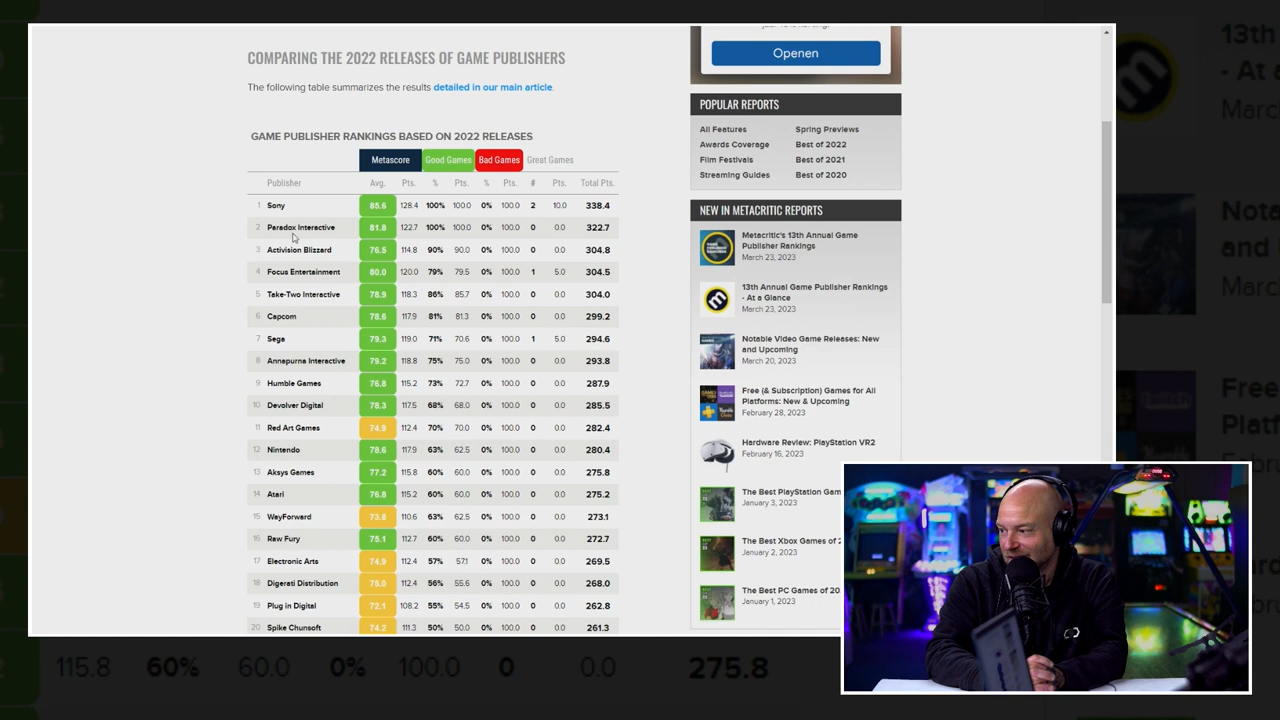 COMPARING THE 2022 RELEASES OF GAME PUBLISHERS
The following table summarizes the results detailed in our main article.
GAME PUBLISHER RANKINGS BASED ON 2022 RELEASES
Metascore Good Games Bad Games Great Games
Publisher Avg. Pts. % Pts. % Pts. # Pts. Total Pts.
1 Sony 85.6 128.4 100% 100.0 0% 100.0 2 10.0 338.4
2 Paradox Interactive 81.8 122.7 100% 100.0 0% 100.0 0 0.0 322.7
3 Activision Blizzard 76.5 114.8 90% 90.0 0% 100.0 0 0.0 304.8
4 Focus Entertainment 80.0 120.0 79% 79.5 0% 100.0 1 5.0 304.5
5 Take-Two Interactive 78.9 118.3 86% 85.7 0% 100.0 0 0.0 304.0
6 Capcom 78.6 117.9 81% 81.3 0% 100.0 0 0.0 299.2
7 Sega 79.3 119.0 71% 70.6 0% 100.0 1 5.0 294.6
8 Annapurna Interactive 79.2 118.8 75% 75.0 0% 100.0 0 0.0 293.8
9 Humble Games 76.8 115.2 73% 72.7 0% 100.0 0 0.0 287.9
10 Devolver Digital 78.3 117.5 68% 68.0 0% 100.0 0 0.0 285.5
11 Red Art Games 74.9 112.4 70% 70.0 0% 100.0 0 0.0 282.4
12 Nintendo 78.6 117.9 63% 62.5 0% 100.0 0 0.0 280.4
13 Aksys Games 77.2 115.8 60% 60.0 0% 100.0 0 0.0 275.8
14 Atari 76.8 115.2 60% 60.0 0% 100.0 0 0.0 275.2
15 WayForward 73.8 110.6 63% 62.5 0% 100.0 0 0.0 273.1
16 Raw Fury 75.1 112.7 60% 60.0 0% 100.0 0 0.0 272.7
17 Electronic Arts 74.9 112.4 57% 57.1 0% 100.0 0 0.0 269.5
18 Digerati Distribution 75.0 112.4 56% 55.6 0% 100.0 0 0.0 268.0
19 Plug in Digital 72.1 108.2 55% 54.5 0% 100.0 0 0.0 262.8
20 Spike Chunsoft 74.2 111.3 50% 50.0 0% 100.0 0 0.0 261.3
Openen
POPULAR REPORTS
All Features Spring Previews
Awards Coverage Best of 2022
Film Festivals Best of 2021
Streaming Guides Best of 2020
NEW IN METACRITIC REPORTS
Metacritic's 13th Annual Game
Publisher Rankings
March 23, 2023
13th Annual Game Publisher Rankings
- At a Glance
March 23, 2023
Notable Video Game Releases: New
and Upcoming
March 20, 2023
Free (& Subscription) Games for All
Platforms: New & Upcoming
February 28, 2023
Hardware Review: PlayStation VR2
February 16, 2023
The Best PlayStation Gam
January 3, 2023
The Best Xbox Games of 2
January 2, 2023
The Best PC Games of 20
January 1, 2023
13th
- At a
March
Nota
and
March
Free
Platf
115.8 60% 60.0 0% 100.0 0 0.0 275.8